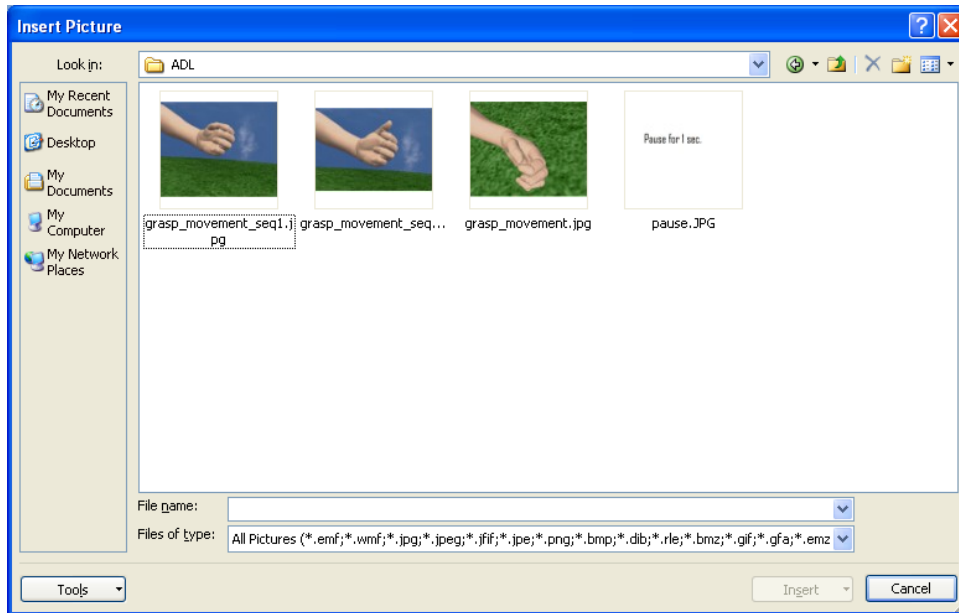 Insert Picture
Look in:
ADL
My Recent
Documents
Desktop
My
Documents
My
Computer
My Network
Places
Pause for 1 sec.
grasp_movement_seq1.j
pg
grasp_movement_seq...
grasp_movement.jpg
pause.JPG
File name:
Files of type:
All Pictures (*.emf;*.wmf;*.jpg;*.jpeg;*.jfif;*.jpe;*.png;*.bmp;*.dib;*.rle;*.bmz;*.gif;*.gfa;*.emz
Tools
Insert
Cancel